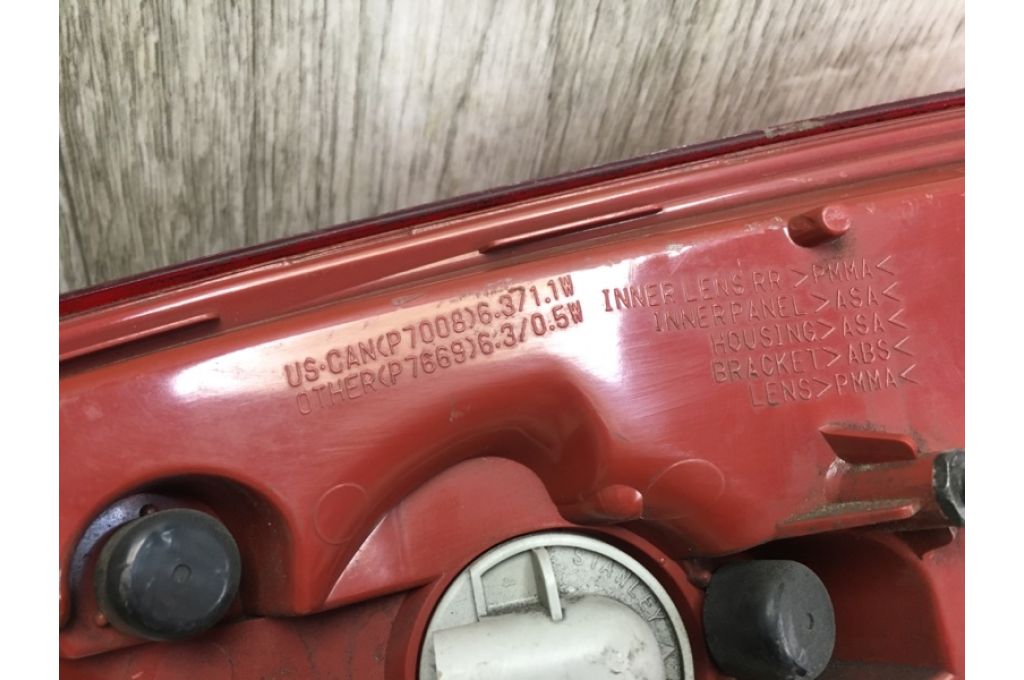 US·CAN(P7008)6.371.1W
OTHER(P7669)6.3/0.5W
INNER LENS RR >PMMA<
INNER PANEL >ASA<
HOUSING>ASA<
BRACKET>ABS<
LENS>PMMA<
STANLEY